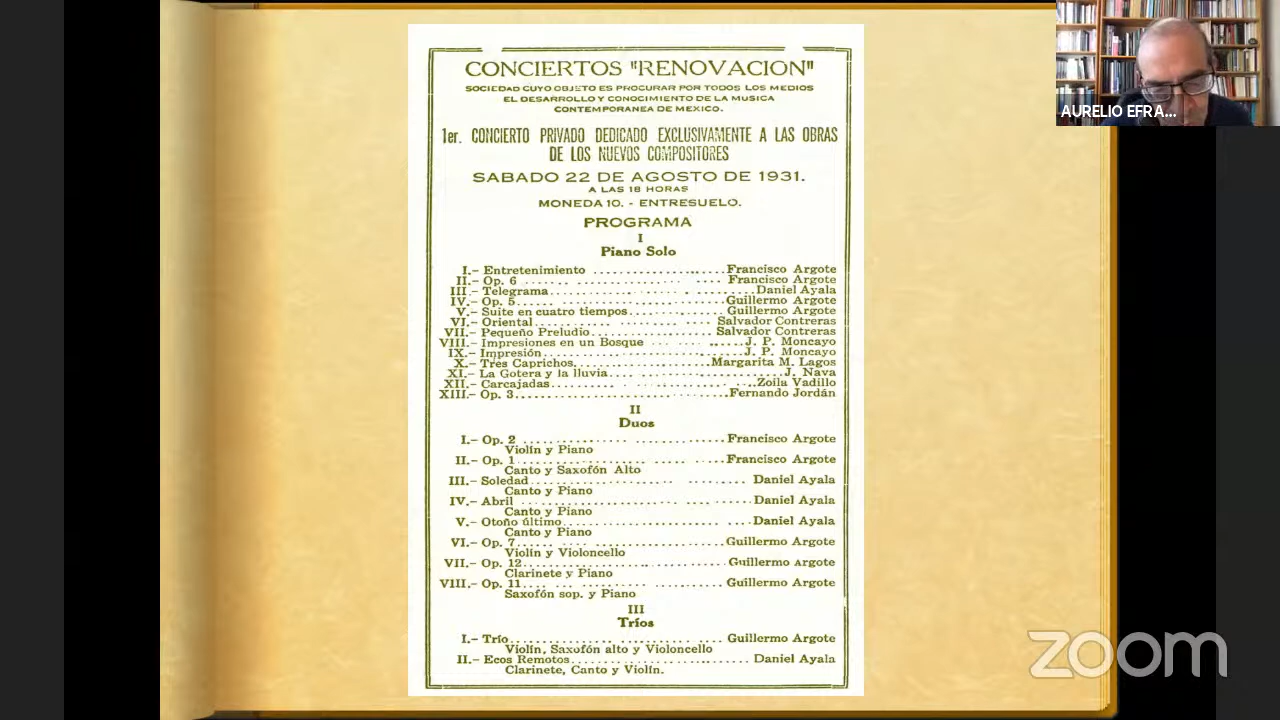 CONCIERTOS "RENOVACION"
SOCIEDAD CUYO OBJETO ES PROCURAR POR TODOS LOS MEDIOS
EL DESARROLLO Y CONOCIMIENTO DE LA MUSICA
CONTEMPORANEA DE MEXICO.
1er. CONCIERTO PRIVADO DEDICADO EXCLUSIVAMENTE A LAS OBRAS
DE LOS NUEVOS COMPOSITORES
SABADO 22 DE AGOSTO DE 1931.
A LAS 18 HORAS
MONEDA 10. - ENTRESUELO.
PROGRAMA
I
Piano Solo
I.- Entretenimiento ........ Francisco Argote
II.- Op. 6 ........ Francisco Argote
III.- Telegrama ........ Daniel Ayala
IV.- Op. 5 ........ Guillermo Argote
V.- Suite en cuatro tiempos ........ Guillermo Argote
VI.- Oriental ........ Salvador Contreras
VII.- Pequeño Preludio ........ Salvador Contreras
VIII.- Impresiones en un Bosque ........ J. P. Moncayo
IX.- Impresión ........ J. P. Moncayo
X.- Tres Caprichos ........ Margarita M. Lagos
XI.- La Gotera y la lluvia ........ J. Nava
XII.- Carcajadas ........ Zoila Vadillo
XIII.- Op. 3 ........ Fernando Jordán
II
Duos
I.- Op. 2 ........ Francisco Argote
Violín y Piano
II.- Op. 1 ........ Francisco Argote
Canto y Saxofón Alto
III.- Soledad ........ Daniel Ayala
Canto y Piano
IV.- Abril ........ Daniel Ayala
Canto y Piano
V.- Otoño último ........ Daniel Ayala
Canto y Piano
VI.- Op. 7 ........ Guillermo Argote
Violín y Violoncello
VII.- Op. 12 ........ Guillermo Argote
Clarinete y Piano
VIII.- Op. 11 ........ Guillermo Argote
Saxofón sop. y Piano
III
Tríos
I.- Trío ........ Guillermo Argote
Violín, Saxofón alto y Violoncello
II.- Ecos Remotos ........ Daniel Ayala
Clarinete, Canto y Violín.
AURELIO EFRA...
zoom